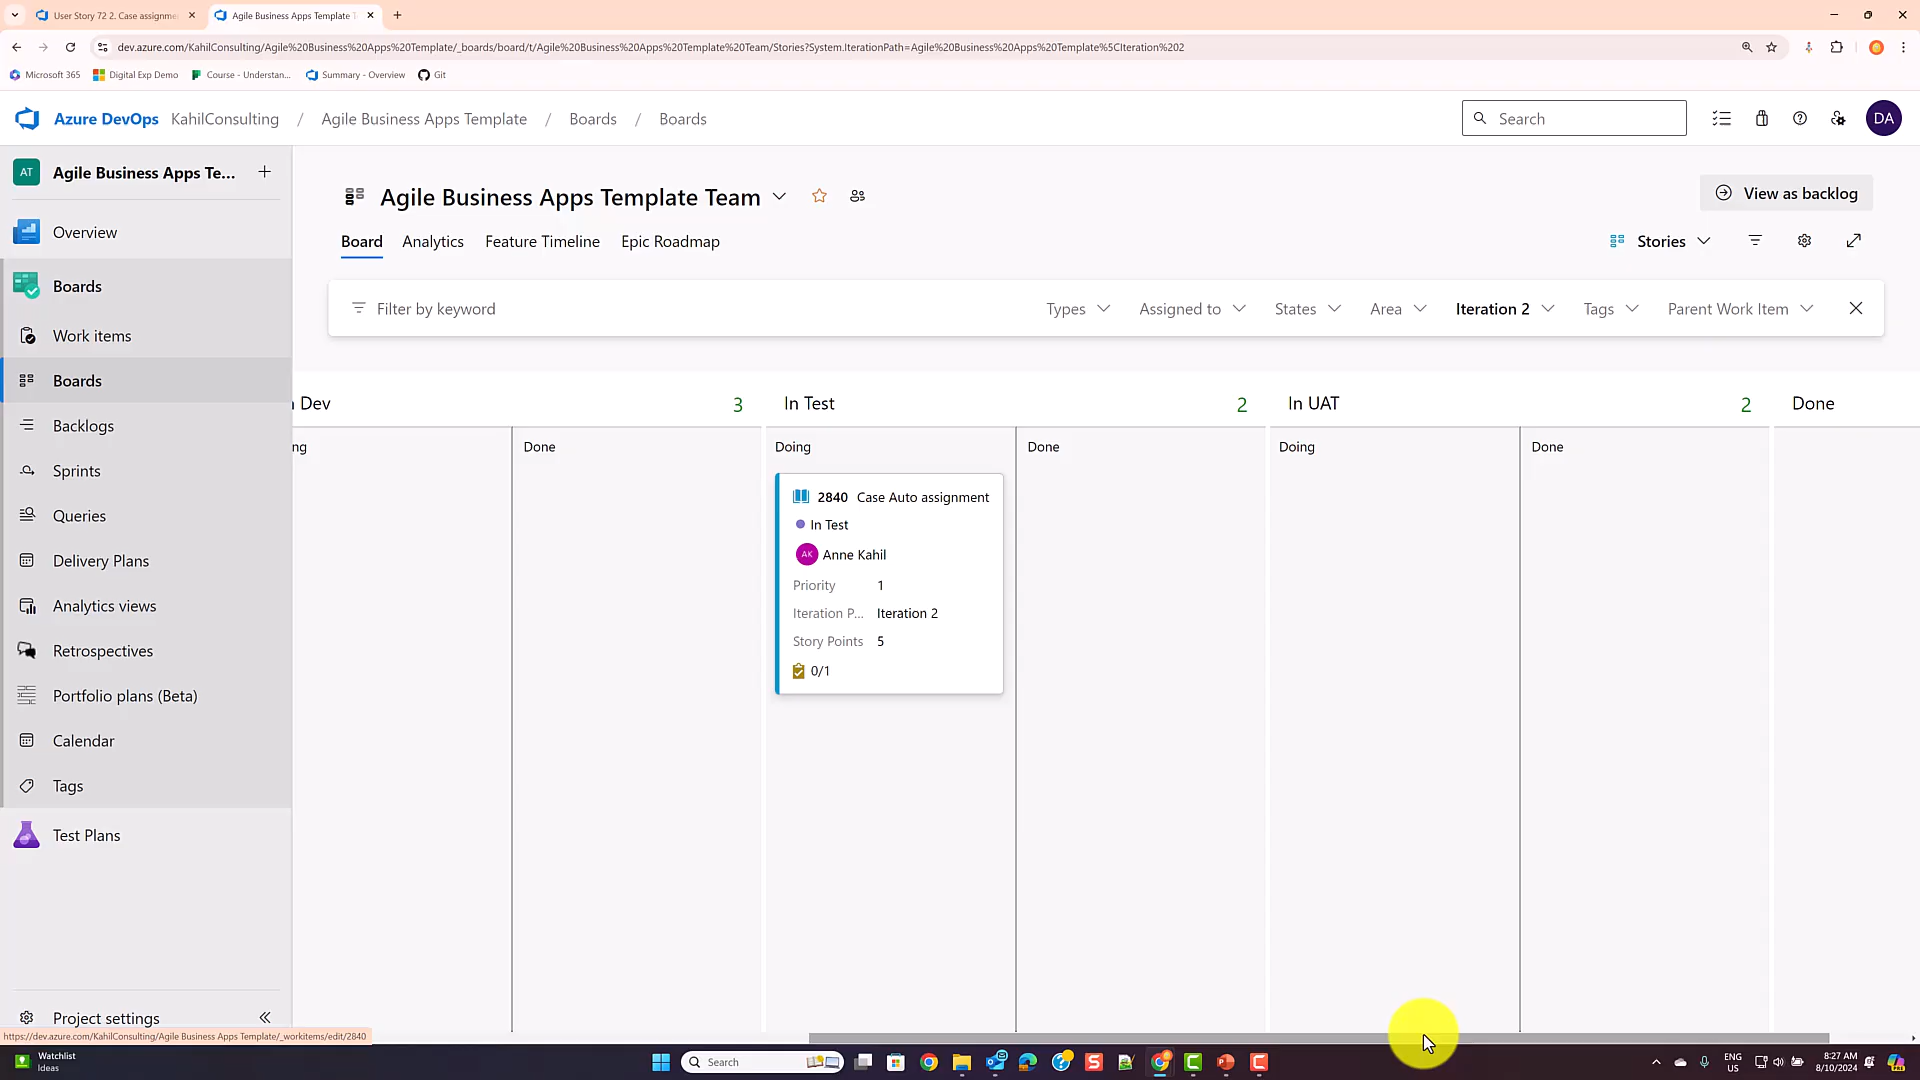 User Story 72 2. Case assignme
Agile Business Apps Template T
dev.azure.com/KahilConsulting/Agile%20Business%20Apps%20Template/_boards/board/t/Agile%20Business%20Apps%20Template%20Team/Stories?System.IterationPath=Agile%20Business%20Apps%20Template%5CIteration%202
Microsoft 365
Digital Exp Demo
Course - Understan...
Summary - Overview
Git
Azure DevOps
KahilConsulting / Agile Business Apps Template / Boards / Boards
Search
DA
AT
Agile Business Apps Te...
Overview
Boards
Work items
Boards
Backlogs
Sprints
Queries
Delivery Plans
Analytics views
Retrospectives
Portfolio plans (Beta)
Calendar
Tags
Test Plans
Project settings
Agile Business Apps Template Team
View as backlog
Board
Analytics
Feature Timeline
Epic Roadmap
Stories
Filter by keyword
Types
Assigned to
States
Area
Iteration 2
Tags
Parent Work Item
Dev 3
In Test 2
In UAT 2
Done
ng
Done
Doing
Done
Doing
Done
2840 Case Auto assignment
In Test
AK Anne Kahil
Priority 1
Iteration P... Iteration 2
Story Points 5
0/1
https://dev.azure.com/KahilConsulting/Agile Business Apps Template/_workitems/edit/2840
Watchlist
Ideas
Search
ENG
US
8:27 AM
8/10/2024